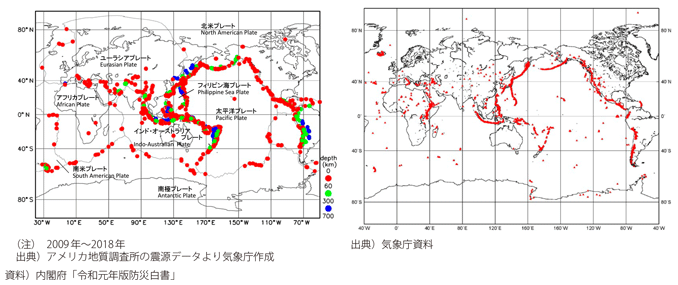 80°N
北米プレート
North American Plate
ユーラシアプレート
Eurasian Plate
40°N
フィリピン海プレート
Philippine Sea Plate
アフリカプレート
African Plate
太平洋プレート
Pacific Plate
0°N
インド・オーストラリア
プレート
Indo-Australian Plate
40°S
南米プレート
South American Plate
南極プレート
Antarctic Plate
80°S
30°W 10°E 50°E 90°E 130°E 170°E 150°W 110°W 70°W
depth
(km)
0
60
300
700
80°N 80°N
40°N 40°N
0° 0°
40°S 40°S
80°S 80°S
40°W 0° 40°E 80°E 120°E 160°E 160°W 120°W 80°W 40°W
（注） 2009年～2018年
出典）アメリカ地質調査所の震源データより気象庁作成
資料）内閣府「令和元年版防災白書」
出典）気象庁資料